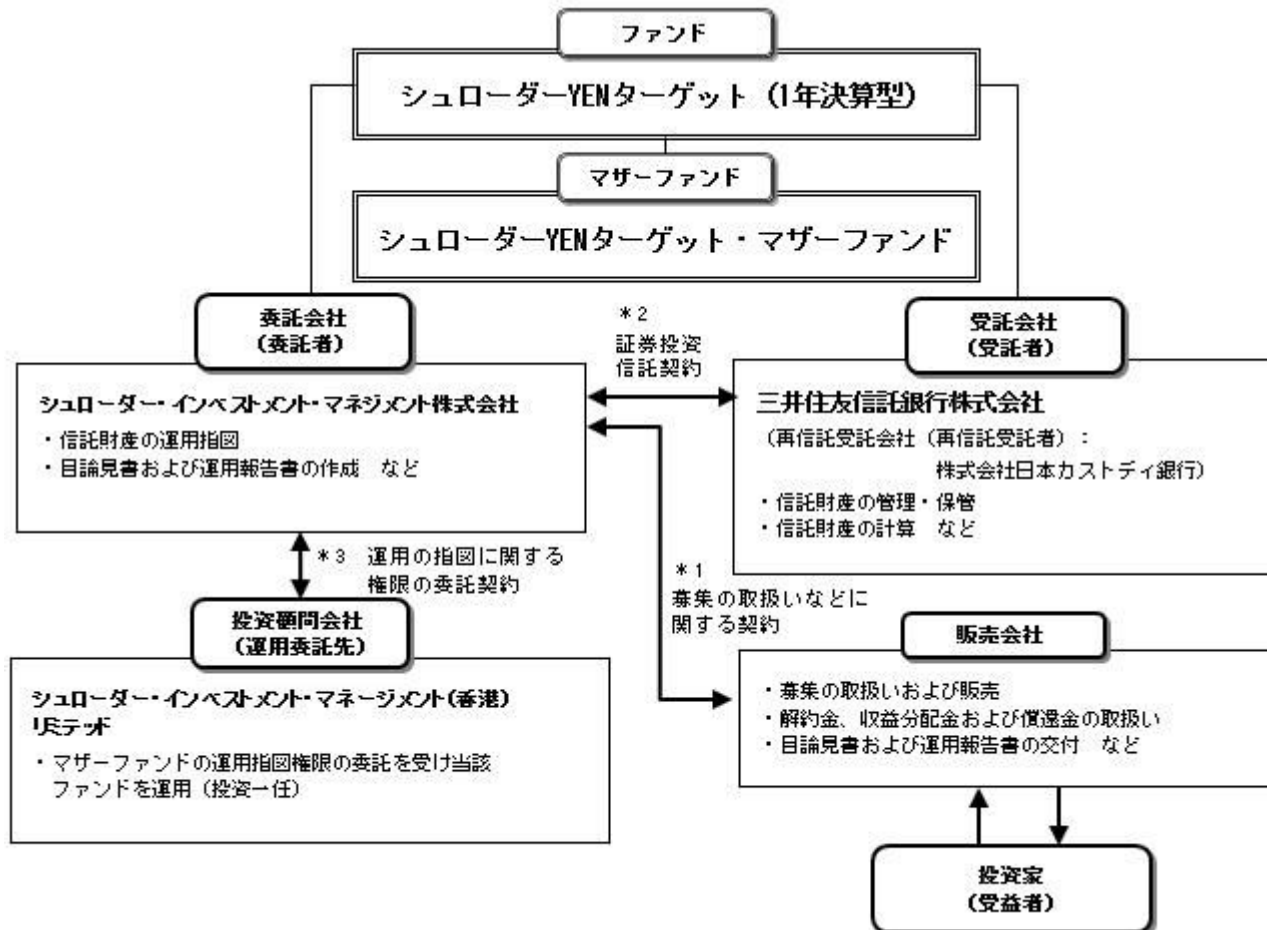 ファンド
シュローダーYENターゲット（1年決算型）
マザーファンド
シュローダーYENターゲット・マザーファンド
委託会社
（委託者）
シュローダー・インベストメント・マネジメント株式会社
・信託財産の運用指図
・目論見書および運用報告書の作成　など
＊2
証券投資
信託契約
受託会社
（受託者）
三井住友信託銀行株式会社
（再信託受託会社（再信託受託者）：
株式会社日本カストディ銀行）
・信託財産の管理・保管
・信託財産の計算　など
＊3　運用の指図に関する
権限の委託契約
＊1
募集の取扱いなどに
関する契約
投資顧問会社
（運用委託先）
シュローダー・インベストメント・マネージメント（香港）
リミテッド
・マザーファンドの運用指図権限の委託を受け当該
ファンドを運用（投資一任）
販売会社
・募集の取扱いおよび販売
・解約金、収益分配金および償還金の取扱い
・目論見書および運用報告書の交付　など
投資家
（受益者）